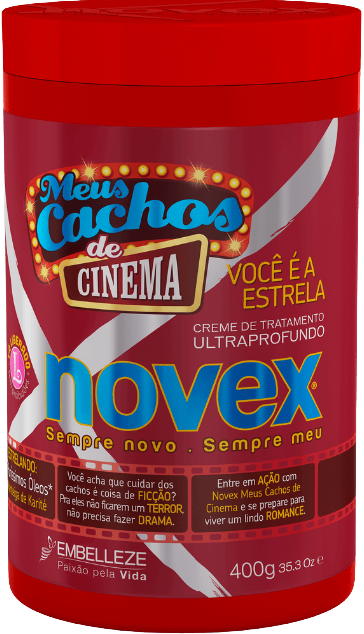 Meus
Cachos
de
CINEMA
VOCÊ É A
ESTRELA
CREME DE TRATAMENTO
ULTRAPROFUNDO
LIBERADO
novex®
Sempre novo . Sempre meu
ESTRELANDO:
Óleos*
de Karité
Você acha que cuidar dos
cachos é coisa de FICÇÃO?
Pra eles não ficarem um TERROR,
não precisa fazer DRAMA.
Entre em AÇÃO com
Novex Meus Cachos de
Cinema e se prepare para
viver um lindo ROMANCE.
EMBELLEZE
Paixão pela Vida
400g 35.3 Oz e